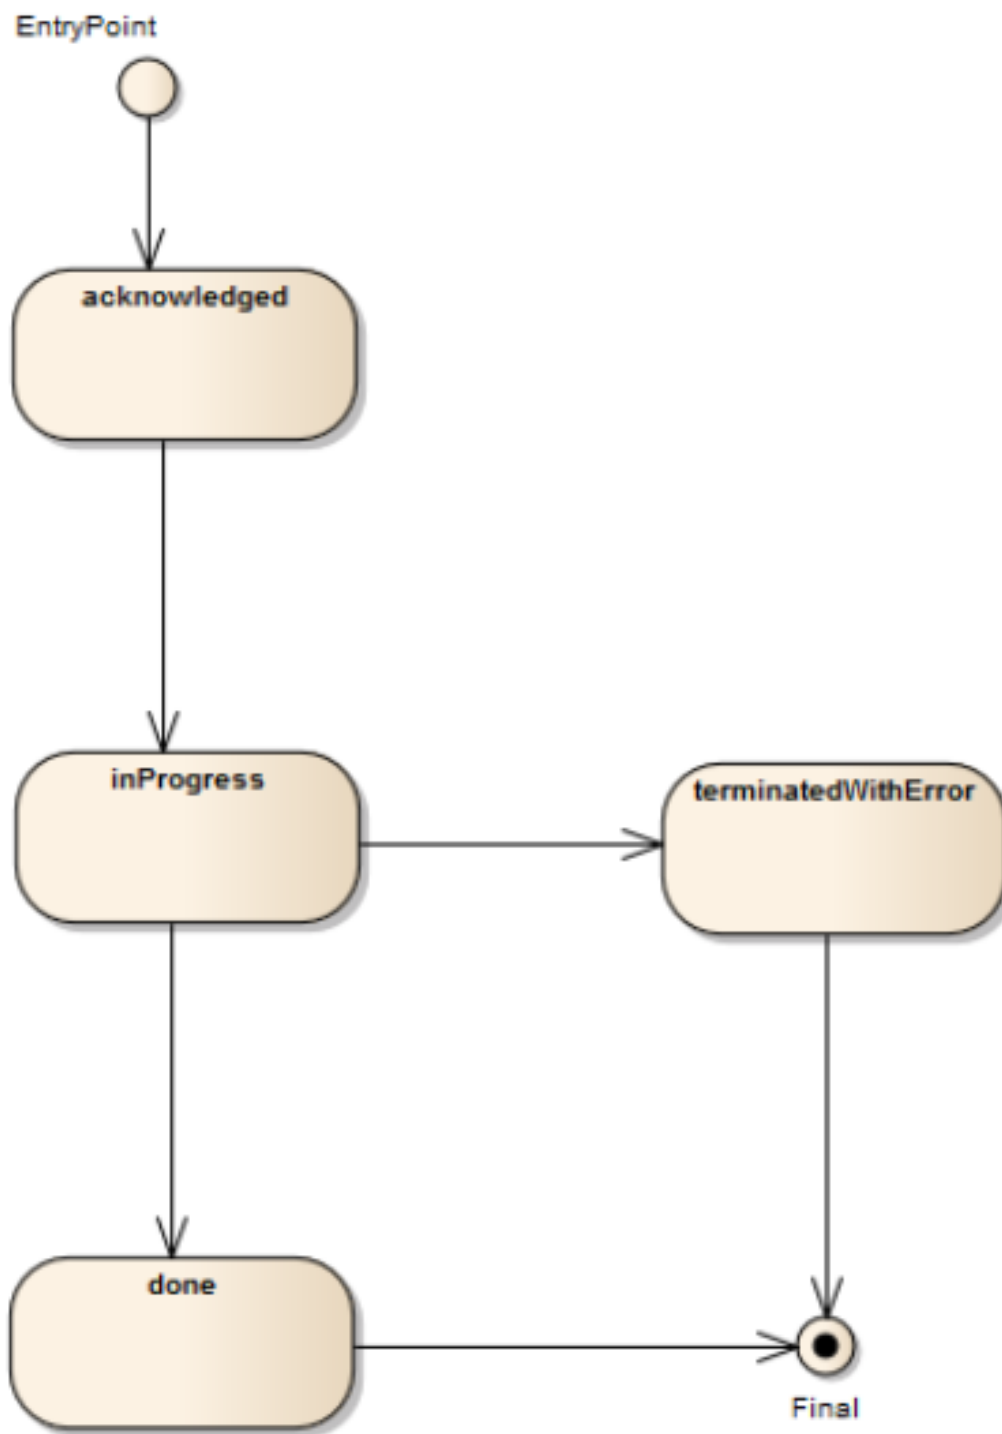 EntryPoint
acknowledged
inProgress
terminatedWithError
done
Final